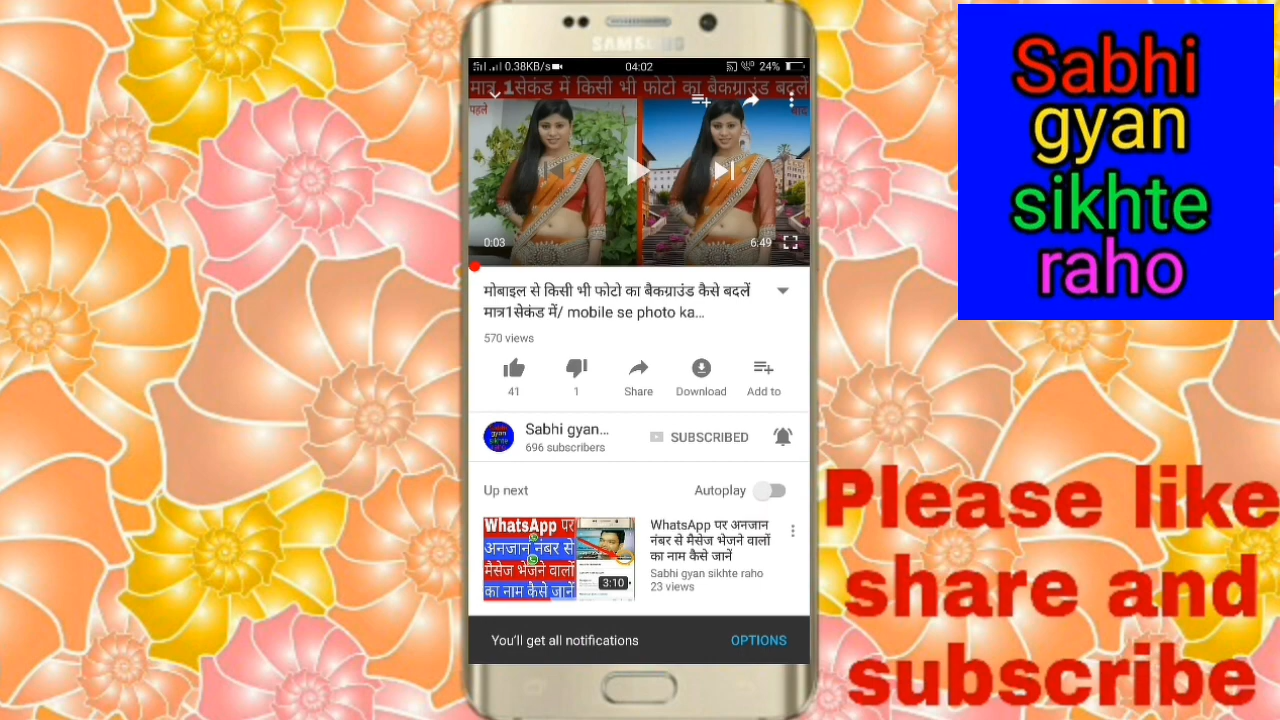 SAMSUNG
0.38KB/s
04:02
24%
मात्र 1सेकंड में किसी भी फोटो का बैकग्राउंड बदलें
पहले
0:03
6:49
मोबाइल से किसी भी फोटो का बैकग्राउंड कैसे बदलें
मात्र1सेकंड में/ mobile se photo ka...
570 views
41
1
Share
Download
Add to
Sabhi gyan...
696 subscribers
SUBSCRIBED
Up next
Autoplay
WhatsApp पर
अनजान नंबर से
मैसेज भेजने वालों
का नाम कैसे जानें
3:10
WhatsApp पर अनजान
नंबर से मैसेज भेजने वालों
का नाम कैसे जानें
Sabhi gyan sikhte raho
23 views
You'll get all notifications
OPTIONS
Sabhi
gyan
sikhte
raho
Please like
share and
subscribe